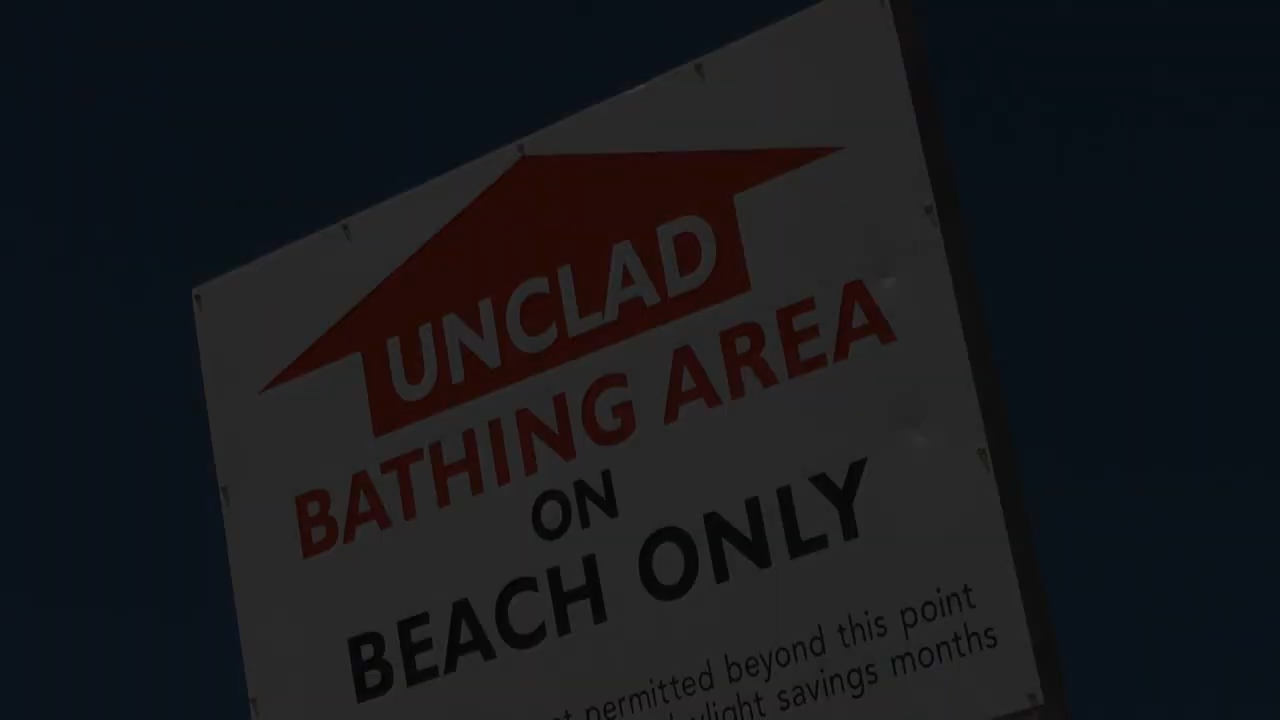 UNCLAD
BATHING AREA
ON
BEACH ONLY
permitted beyond this point
savings months